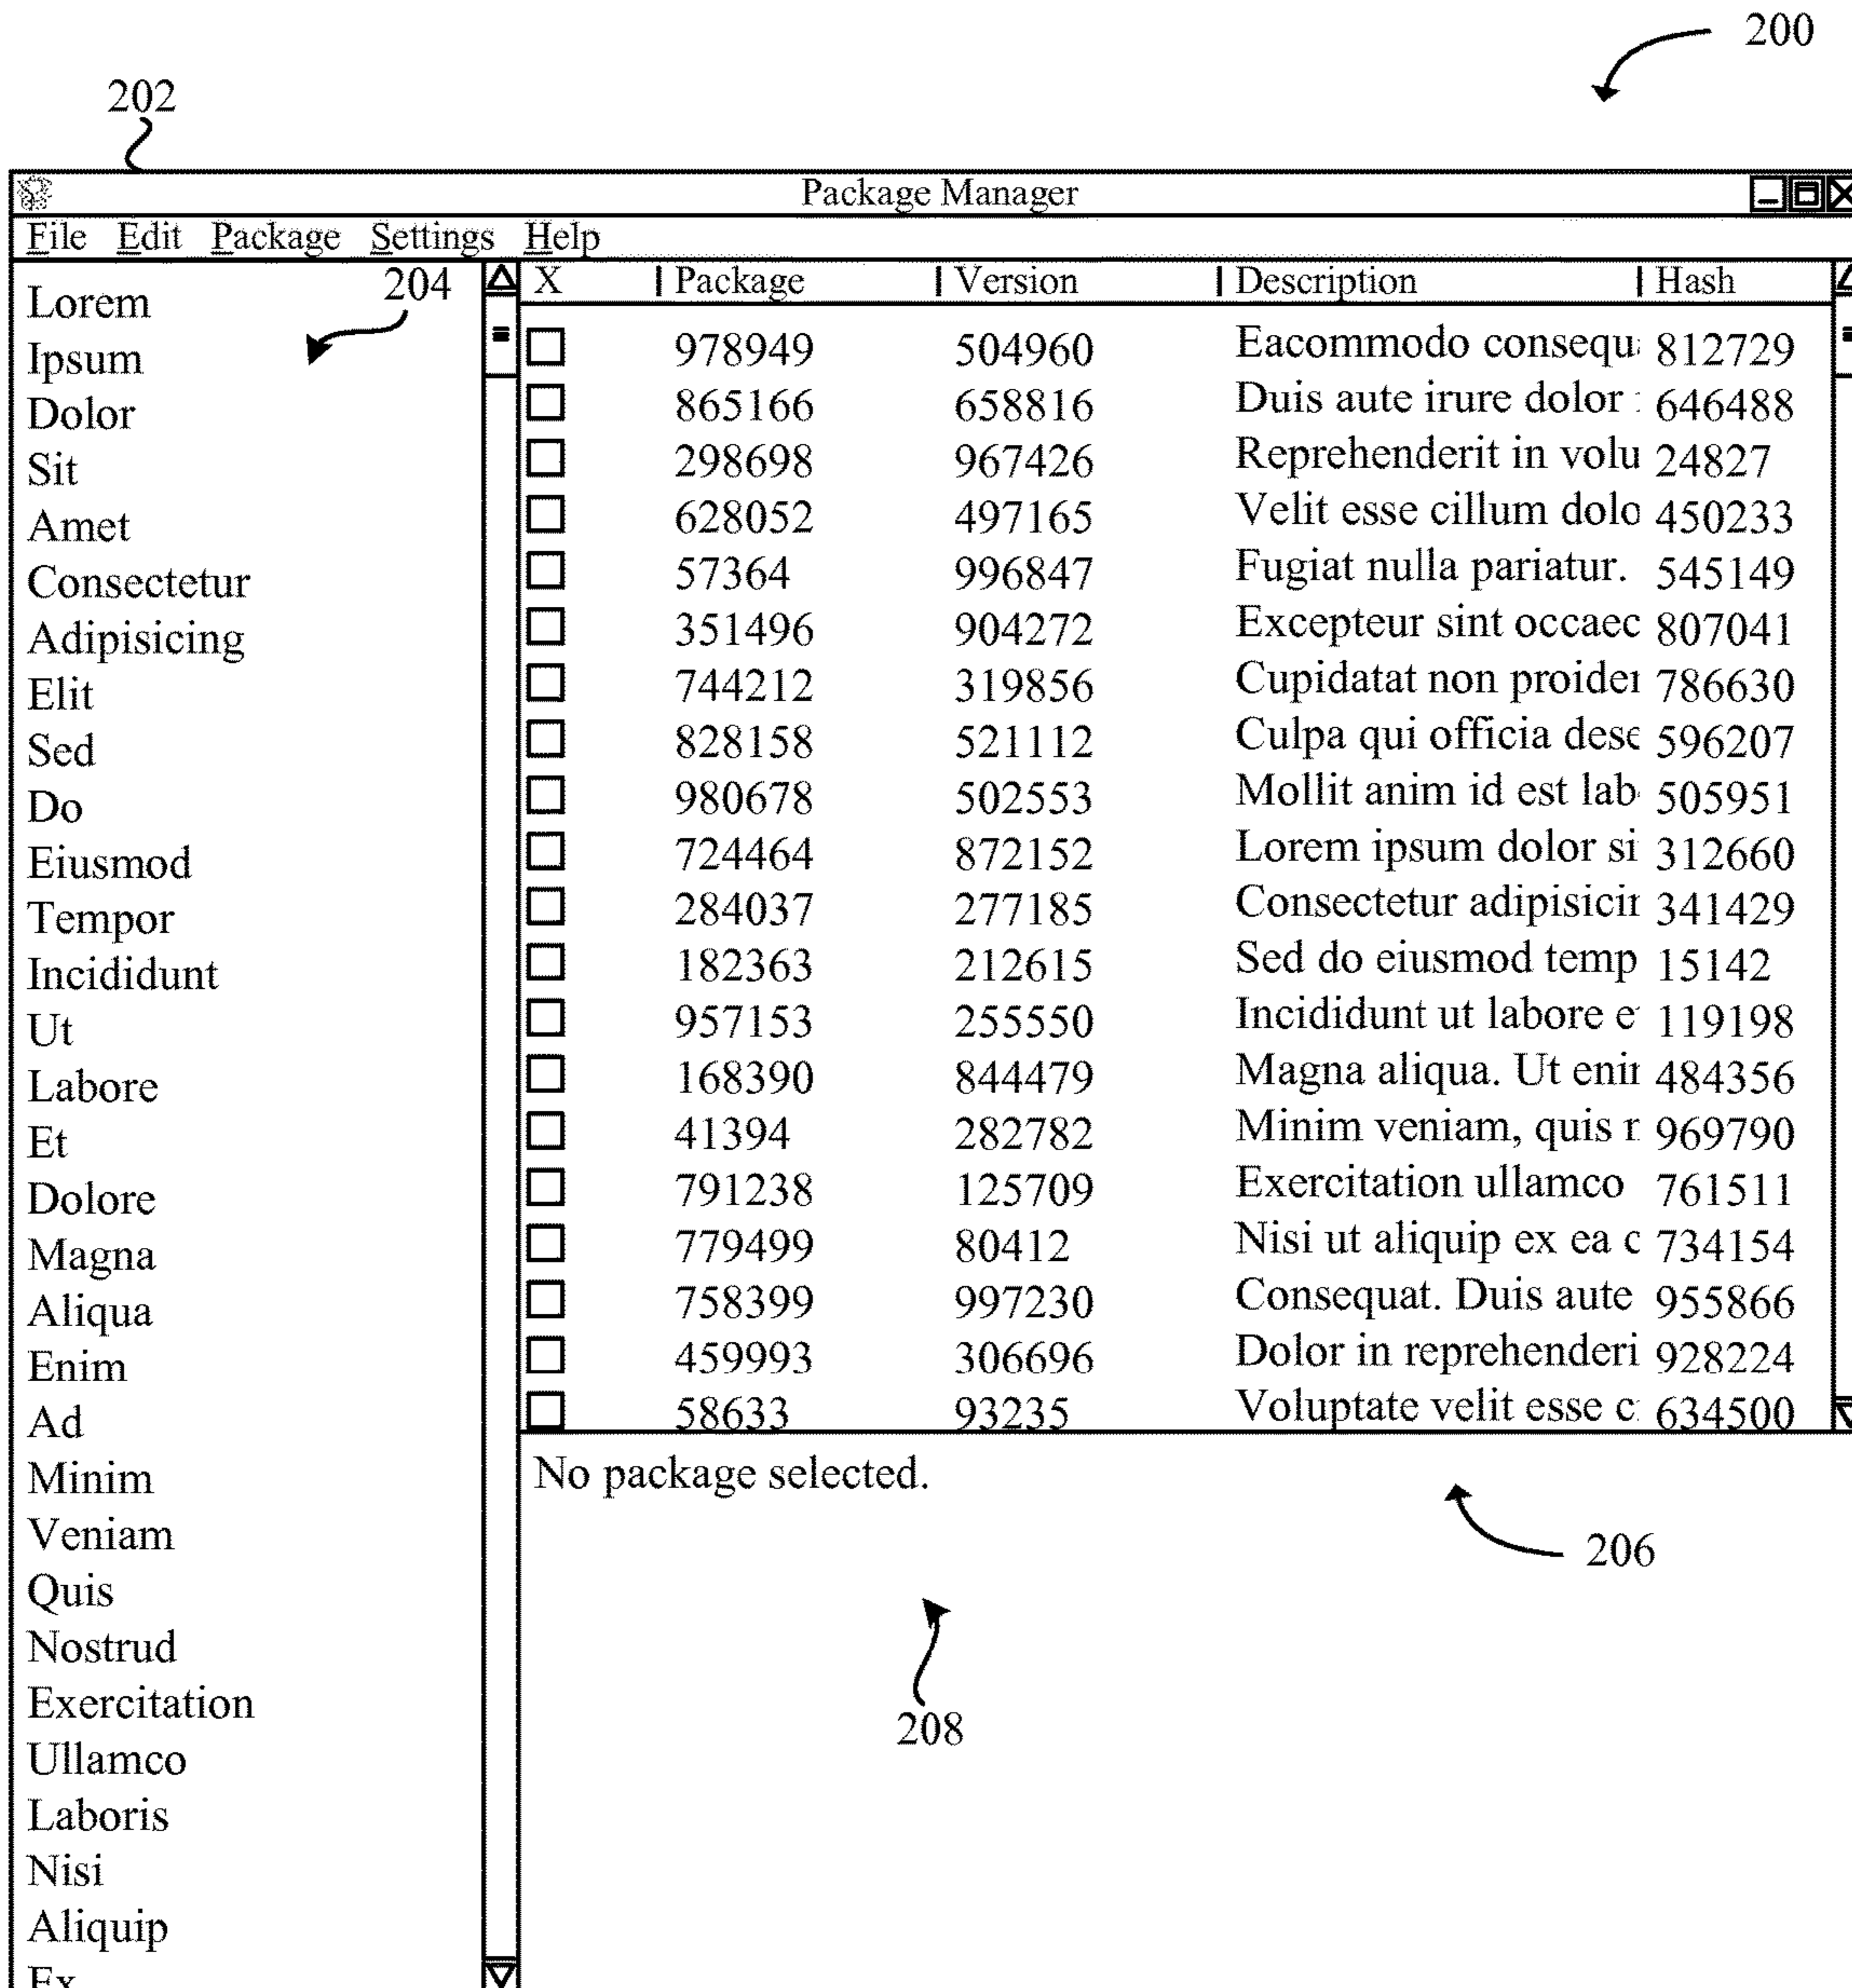 200
202
Package Manager
File Edit Package Settings Help
204
Lorem
Ipsum
Dolor
Sit
Amet
Consectetur
Adipisicing
Elit
Sed
Do
Eiusmod
Tempor
Incididunt
Ut
Labore
Et
Dolore
Magna
Aliqua
Enim
Ad
Minim
Veniam
Quis
Nostrud
Exercitation
Ullamco
Laboris
Nisi
Aliquip
Ex
X Package Version Description Hash
978949 504960 Eacommodo consequ 812729
865166 658816 Duis aute irure dolor 646488
298698 967426 Reprehenderit in volu 24827
628052 497165 Velit esse cillum dolo 450233
57364 996847 Fugiat nulla pariatur. 545149
351496 904272 Excepteur sint occaec 807041
744212 319856 Cupidatat non proide 786630
828158 521112 Culpa qui officia dese 596207
980678 502553 Mollit anim id est lab 505951
724464 872152 Lorem ipsum dolor si 312660
284037 277185 Consectetur adipisici 341429
182363 212615 Sed do eiusmod temp 15142
957153 255550 Incididunt ut labore e 119198
168390 844479 Magna aliqua. Ut eni 484356
41394 282782 Minim veniam, quis 969790
791238 125709 Exercitation ullamco 761511
779499 80412 Nisi ut aliquip ex ea c 734154
758399 997230 Consequat. Duis aute 955866
459993 306696 Dolor in reprehenderi 928224
58633 93235 Voluptate velit esse c 634500
No package selected.
206
208